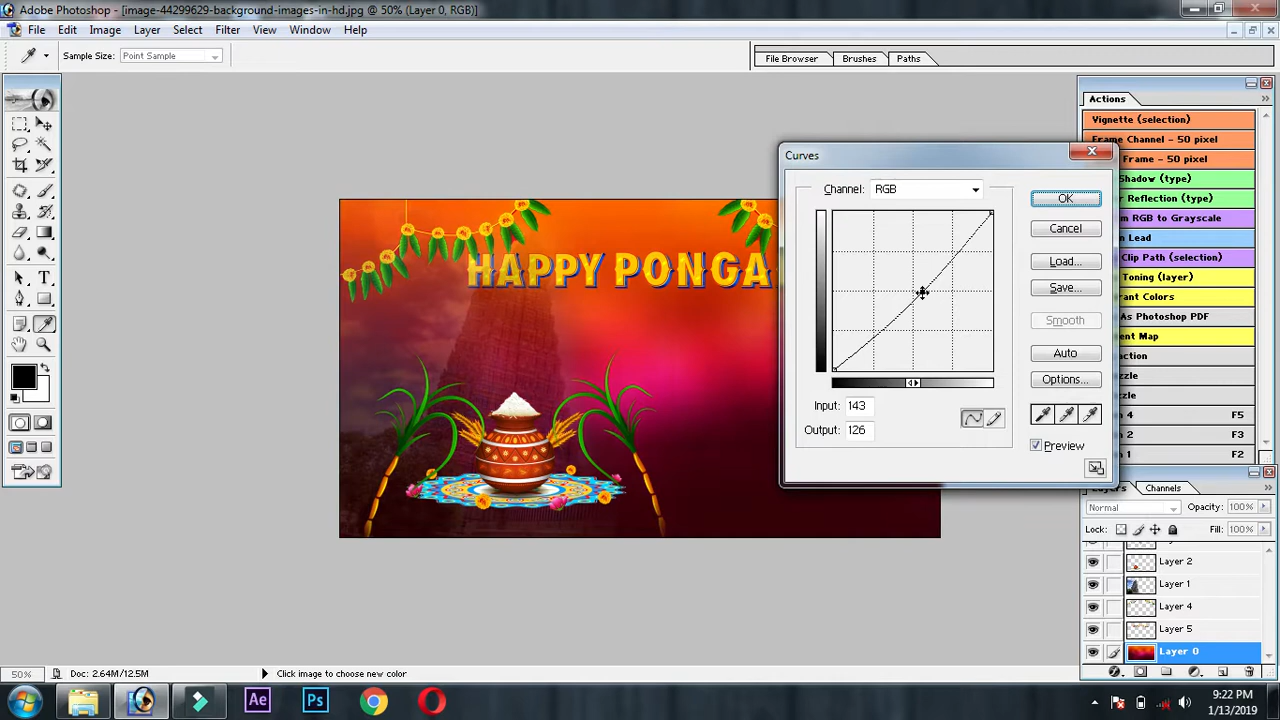 Adobe Photoshop - [image-44299629-background-images-in-hd.jpg @ 50% (Layer 0, RGB)]
File Edit Image Layer Select Filter View Window Help
Sample Size: Point Sample
File Browser Brushes Paths
Actions
Vignette (selection)
Frame Channel - 50 pixel
Frame - 50 pixel
Shadow (type)
r Reflection (type)
m RGB to Grayscale
n Lead
Clip Path (selection)
Toning (layer)
rant Colors
As Photoshop PDF
ent Map
action
zzle
zzle
n 4 F5
n 2 F3
n 1 F2
HAPPY PONGA
Curves
Channel: RGB
OK
Cancel
Load...
Save...
Smooth
Auto
Options...
Input: 143
Output: 126
Preview
Layers Channels
Normal Opacity: 100%
Lock: Fill: 100%
Layer 2
Layer 1
Layer 4
Layer 5
Layer 0
50% Doc: 2.64M/12.5M Click image to choose new color
Ae Ps
9:22 PM
1/13/2019